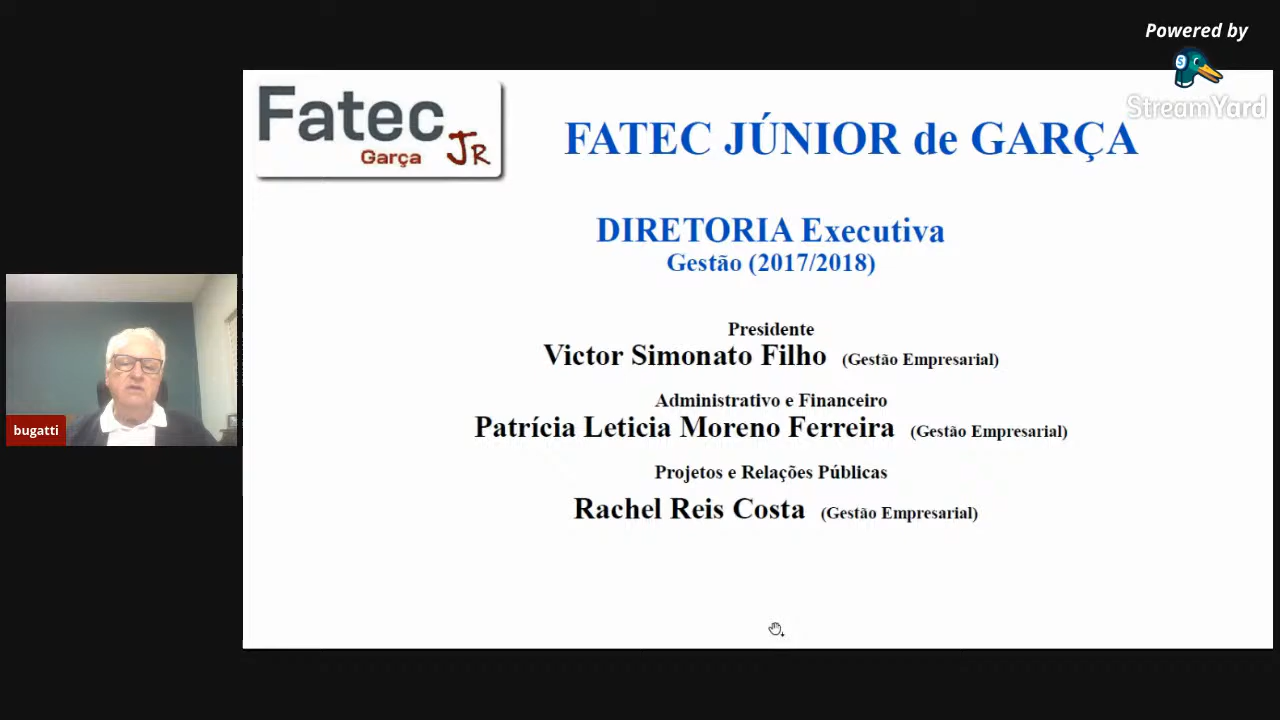 Powered by
StreamYard
Fatec
Garça JR
FATEC JÚNIOR de GARÇA
DIRETORIA Executiva
Gestão (2017/2018)
Presidente
Victor Simonato Filho (Gestão Empresarial)
Administrativo e Financeiro
Patrícia Leticia Moreno Ferreira (Gestão Empresarial)
Projetos e Relações Públicas
Rachel Reis Costa (Gestão Empresarial)
bugatti